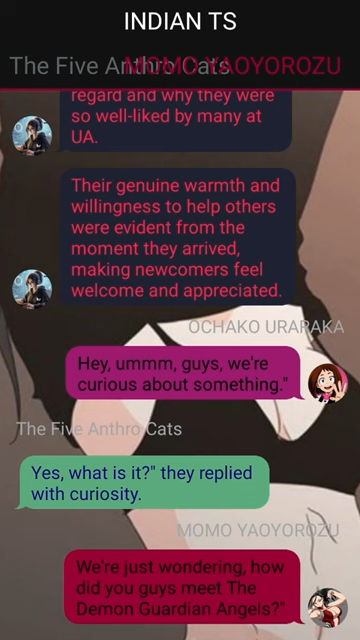 INDIAN TS
The Five Anthro Cats
MOMO YAOYOROZU
regard and why they were
so well-liked by many at
UA.
Their genuine warmth and
willingness to help others
were evident from the
moment they arrived,
making newcomers feel
welcome and appreciated.
OCHAKO URARAKA
Hey, ummm, guys, we're
curious about something."
The Five Anthro Cats
Yes, what is it?" they replied
with curiosity.
MOMO YAOYOROZU
We're just wondering, how
did you guys meet The
Demon Guardian Angels?"